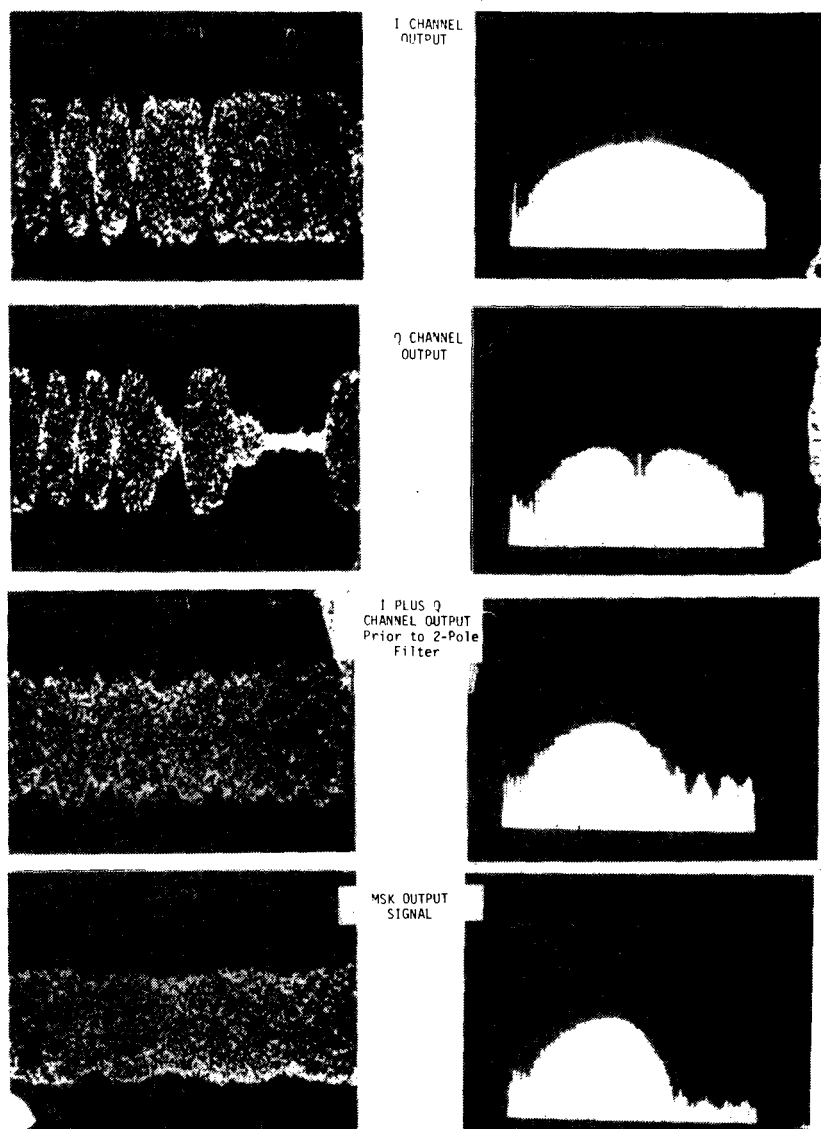 I CHANNEL
OUTPUT
Q CHANNEL
OUTPUT
I PLUS Q
CHANNEL OUTPUT
Prior to 2-Pole
Filter
MSK OUTPUT
SIGNAL